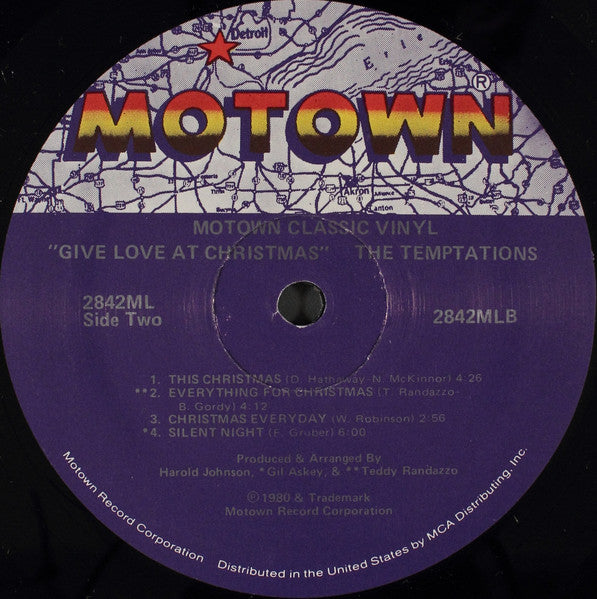 Detroit
Erie
MOTOWN®
Akron
Canton
MOTOWN CLASSIC VINYL
"GIVE LOVE AT CHRISTMAS" THE TEMPTATIONS
2842ML
Side Two
2842MLB
1. THIS CHRISTMAS (D. Hathaway-N. McKinnor) 4:26
**2. EVERYTHING FOR CHRISTMAS (T. Randazzo-
B. Gordy) 4:12
3. CHRISTMAS EVERYDAY (W. Robinson) 2:56
*4. SILENT NIGHT (F. Gruber) 6:00
Produced & Arranged By
Harold Johnson, *Gil Askey, & **Teddy Randazzo
Ⓟ1980 & Trademark
Motown Record Corporation
Motown Record Corporation Distributed in the United States by MCA Distributing, Inc.